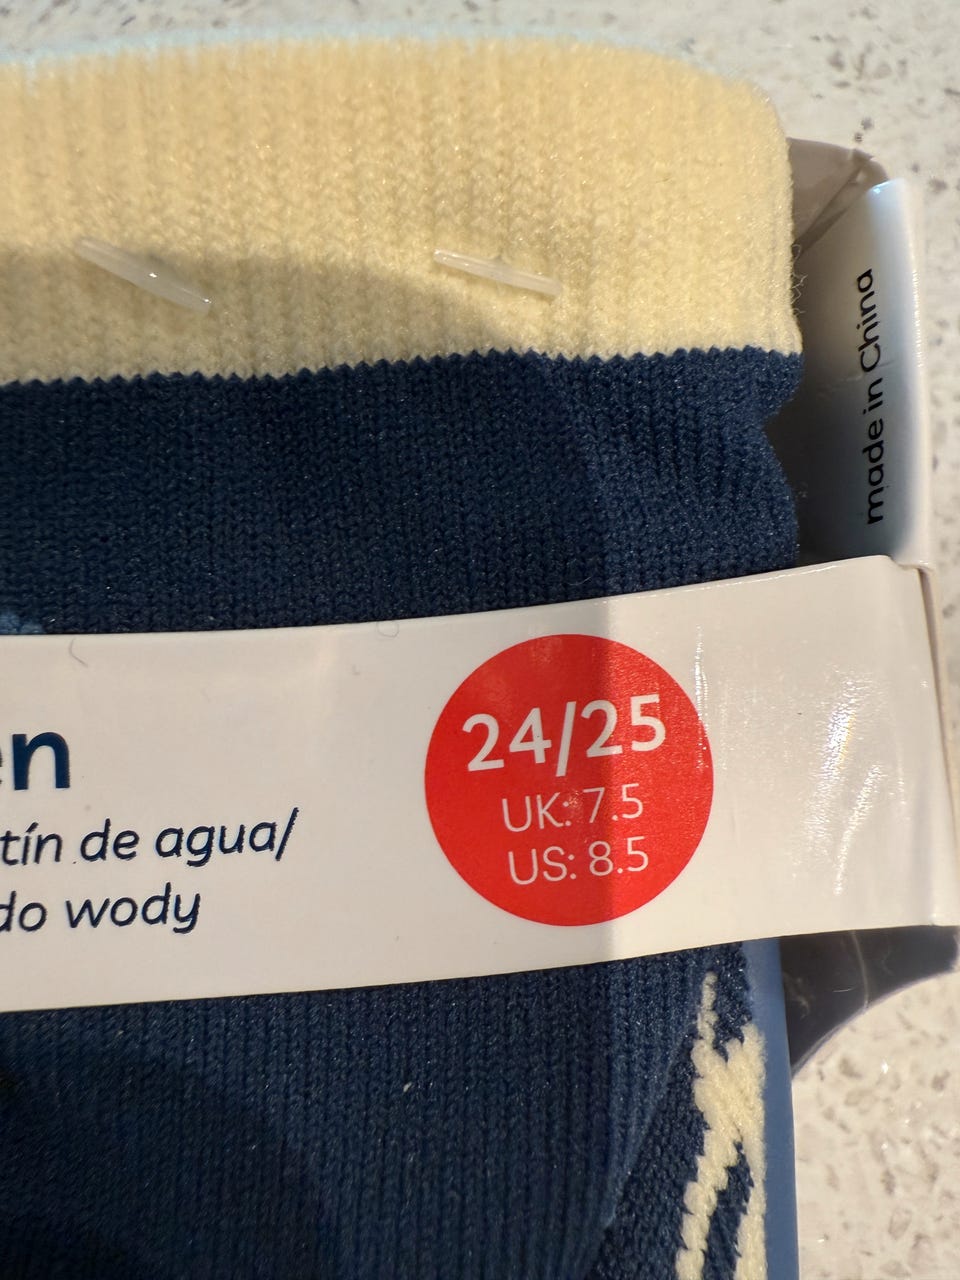 made in China
24/25
UK: 7.5
US: 8.5
en
tín de agua/
do wody